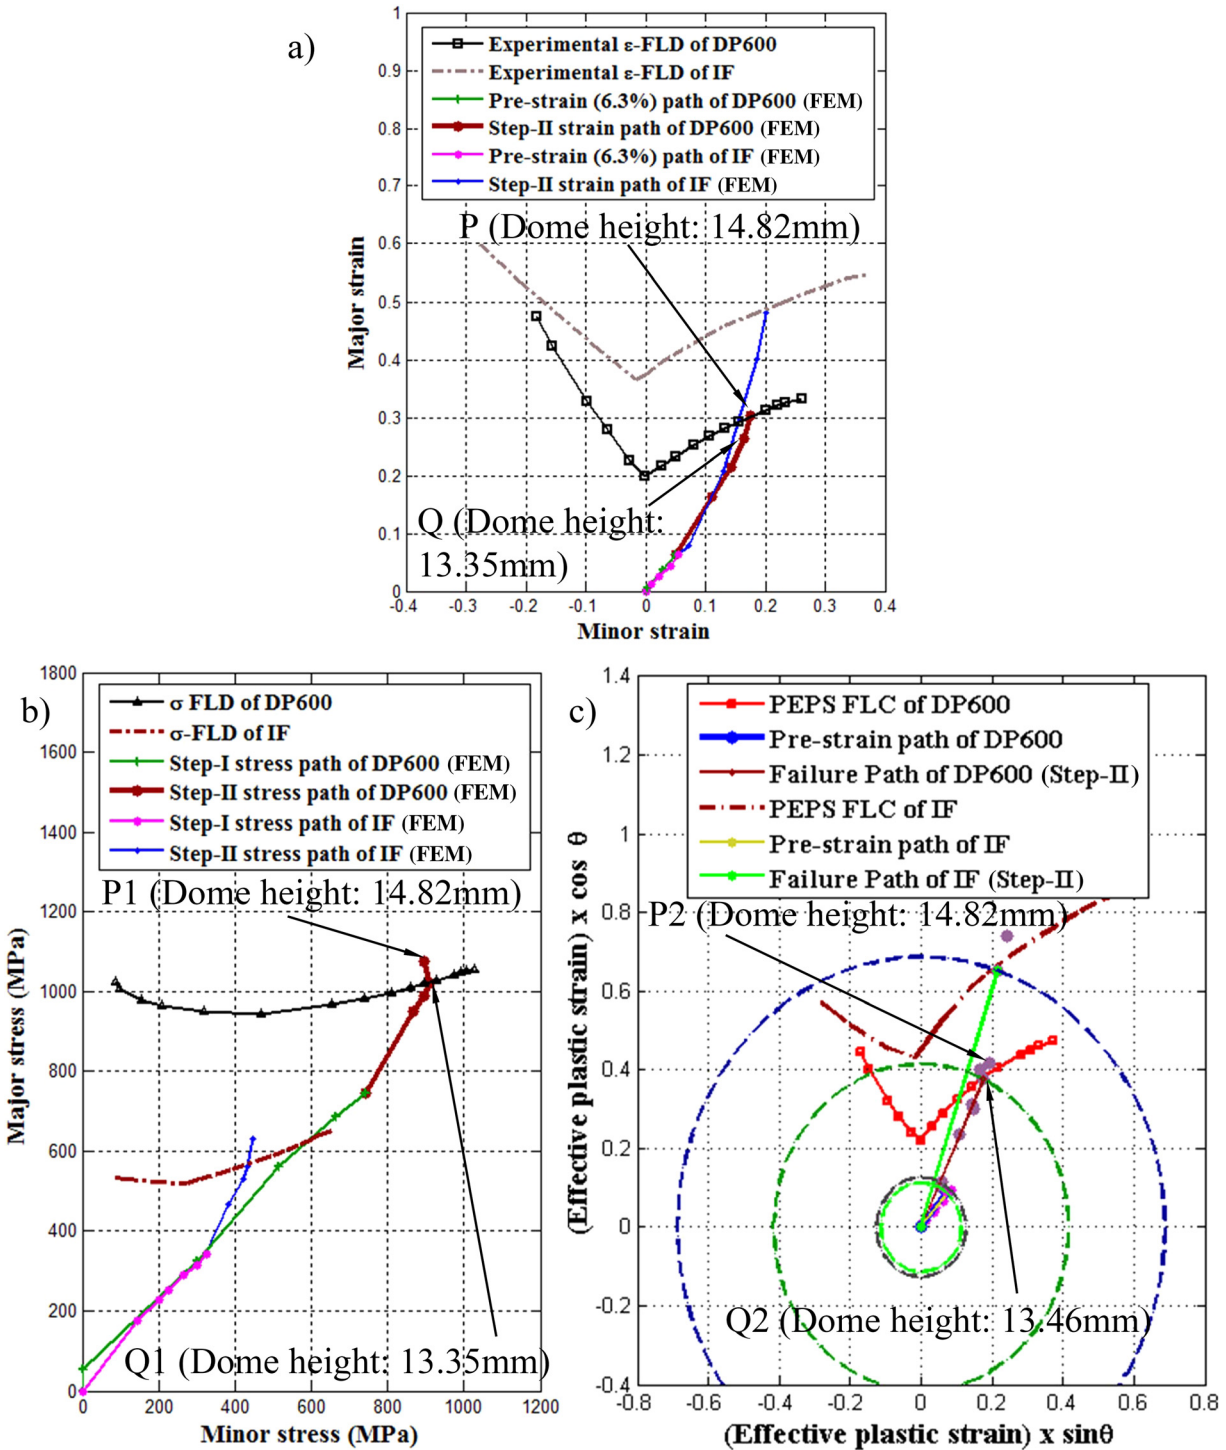 a)
1
0.9
0.8
0.7
0.6
0.5
0.4
0.3
0.2
0.1
0
Major strain
Experimental ε-FLD of DP600
Experimental ε-FLD of IF
Pre-strain (6.3%) path of DP600 (FEM)
Step-II strain path of DP600 (FEM)
Pre-strain (6.3%) path of IF (FEM)
Step-II strain path of IF (FEM)
P (Dome height: 14.82mm)
Q (Dome height:
13.35mm)
-0.4 -0.3 -0.2 -0.1 0 0.1 0.2 0.3 0.4
Minor strain
b)
1800
1600
1400
1200
1000
800
600
400
200
0
Major stress (MPa)
σ FLD of DP600
σ-FLD of IF
Step-I stress path of DP600 (FEM)
Step-II stress path of DP600 (FEM)
Step-I stress path of IF (FEM)
Step-II stress path of IF (FEM)
P1 (Dome height: 14.82mm)
Q1 (Dome height: 13.35mm)
0 200 400 600 800 1000 1200
Minor stress (MPa)
c)
1.4
1.2
1
0.8
0.6
0.4
0.2
0
-0.2
-0.4
(Effective plastic strain) x cos θ
PEPS FLC of DP600
Pre-strain path of DP600
Failure Path of DP600 (Step-II)
PEPS FLC of IF
Pre-strain path of IF
Failure Path of IF (Step-II)
P2 (Dome height: 14.82mm)
Q2 (Dome height: 13.46mm)
-0.8 -0.6 -0.4 -0.2 0 0.2 0.4 0.6 0.8
(Effective plastic strain) x sinθ